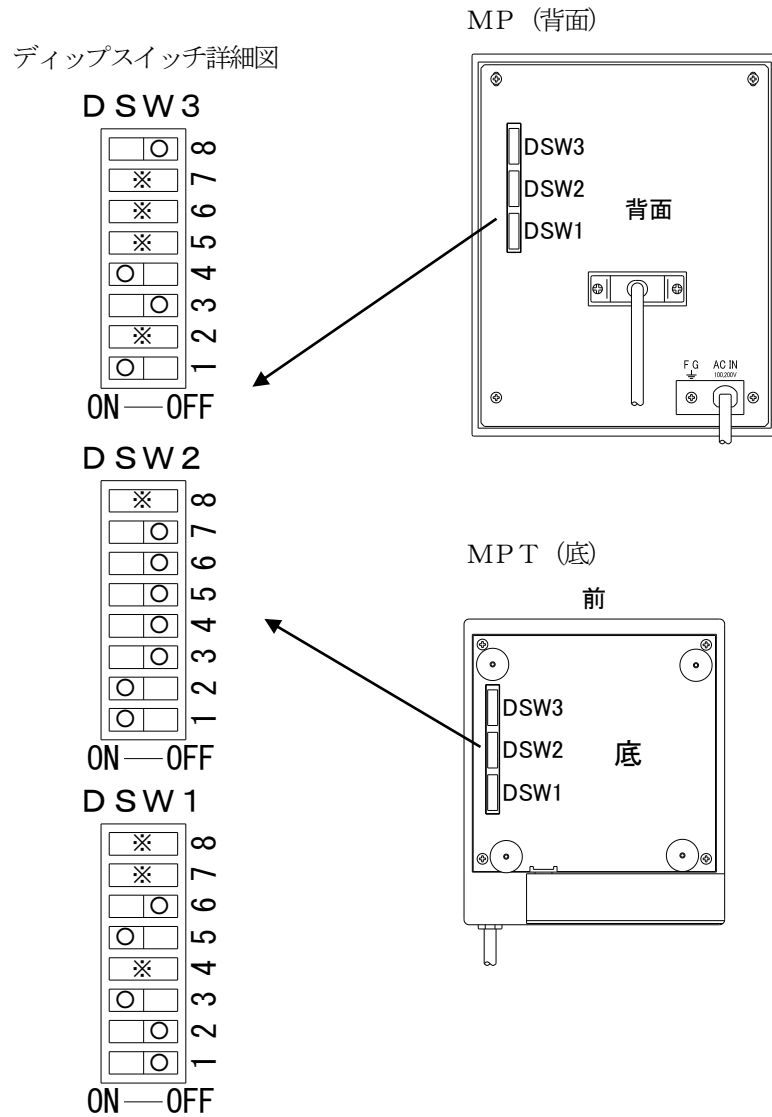 ディップスイッチ詳細図
DSW3
○ 8
※ 7
※ 6
※ 5
○ 4
○ 3
※ 2
○ 1
ON—OFF
DSW2
※ 8
○ 7
○ 6
○ 5
○ 4
○ 3
○ 2
○ 1
ON—OFF
DSW1
※ 8
※ 7
○ 6
○ 5
※ 4
○ 3
○ 2
○ 1
ON—OFF
MP (背面)
DSW3
DSW2
DSW1
背面
FG AC IN
100,200V
MPT (底)
前
DSW3
DSW2
DSW1
底